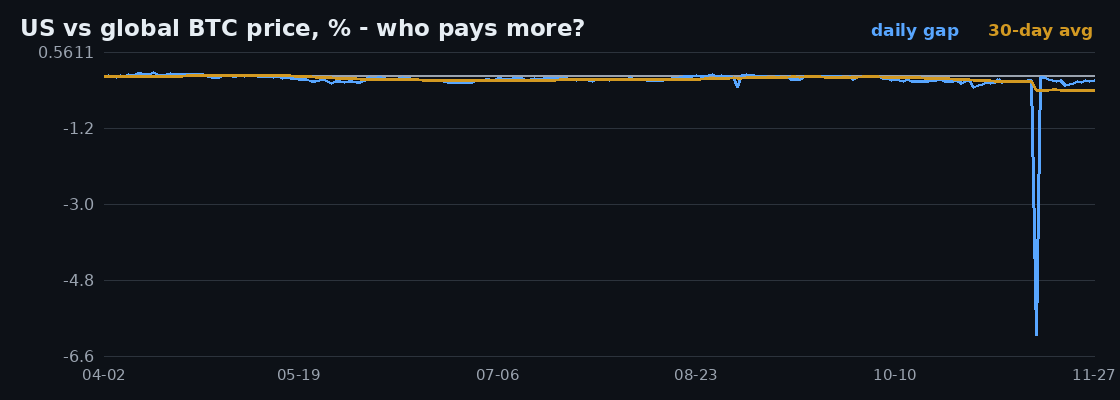 US vs global BTC price, % - who pays more?
daily gap 30-day avg
0.5611
-1.2
-3.0
-4.8
-6.6
04-02 05-19 07-06 08-23 10-10 11-27